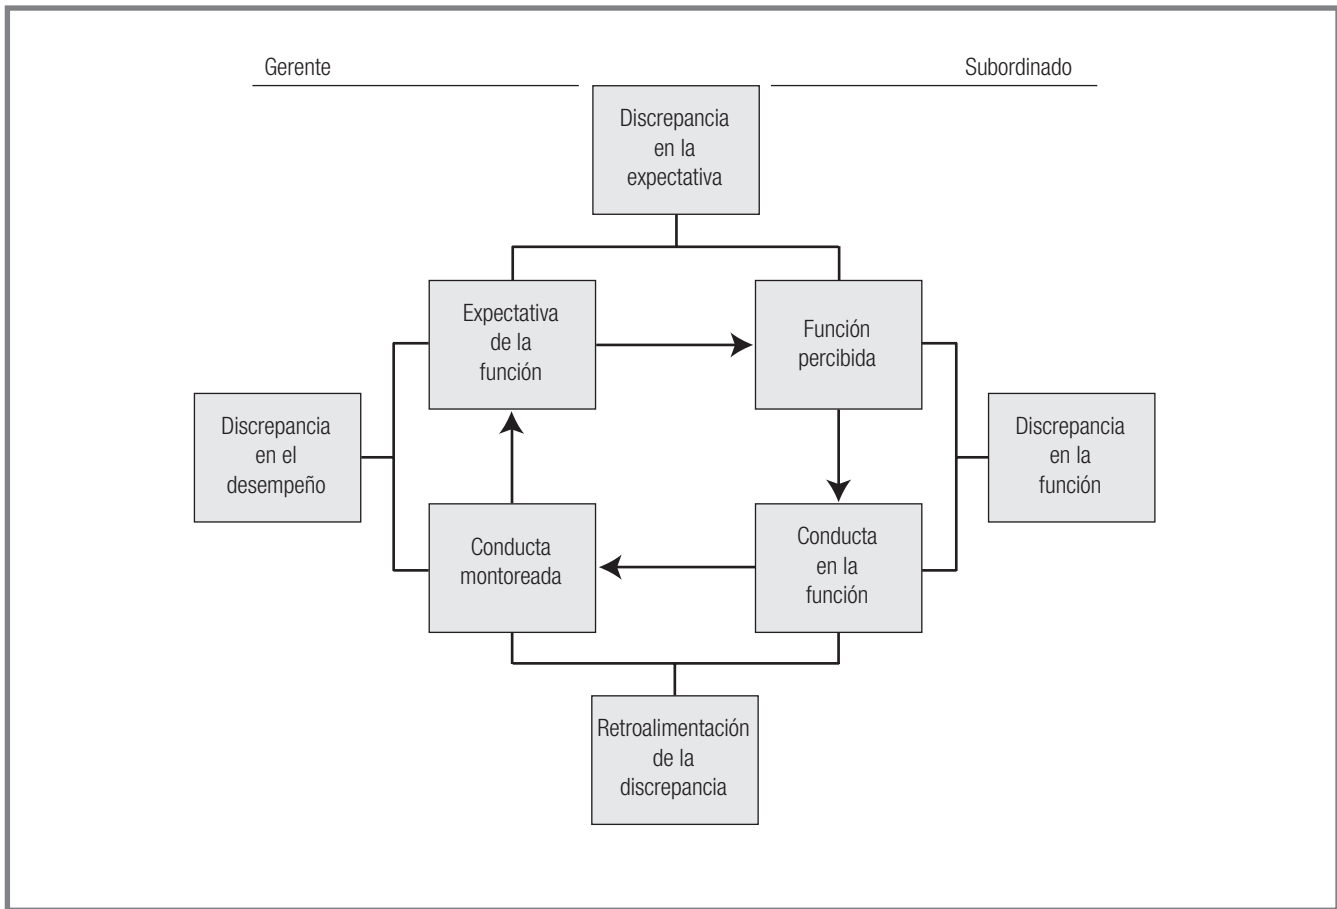 Gerente
Subordinado
Discrepancia
en la
expectativa
Expectativa
de la
función
Función
percibida
Discrepancia
en el
desempeño
Discrepancia
en la
función
Conducta
montoreada
Conducta
en la
función
Retroalimentación
de la
discrepancia